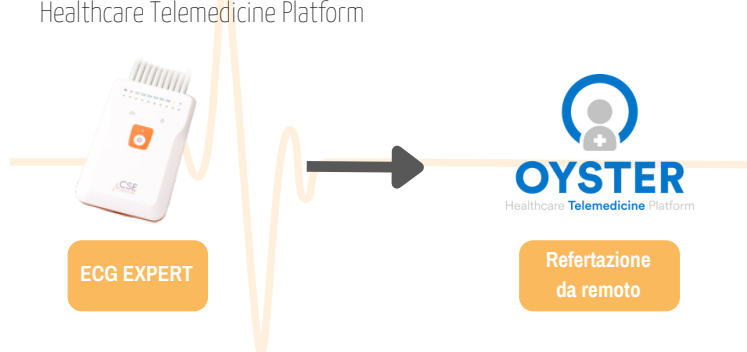 Healthcare Telemedicine Platform
CSE
OYSTER
Healthcare Telemedicine Platform
ECG EXPERT
Refertazione
da remoto